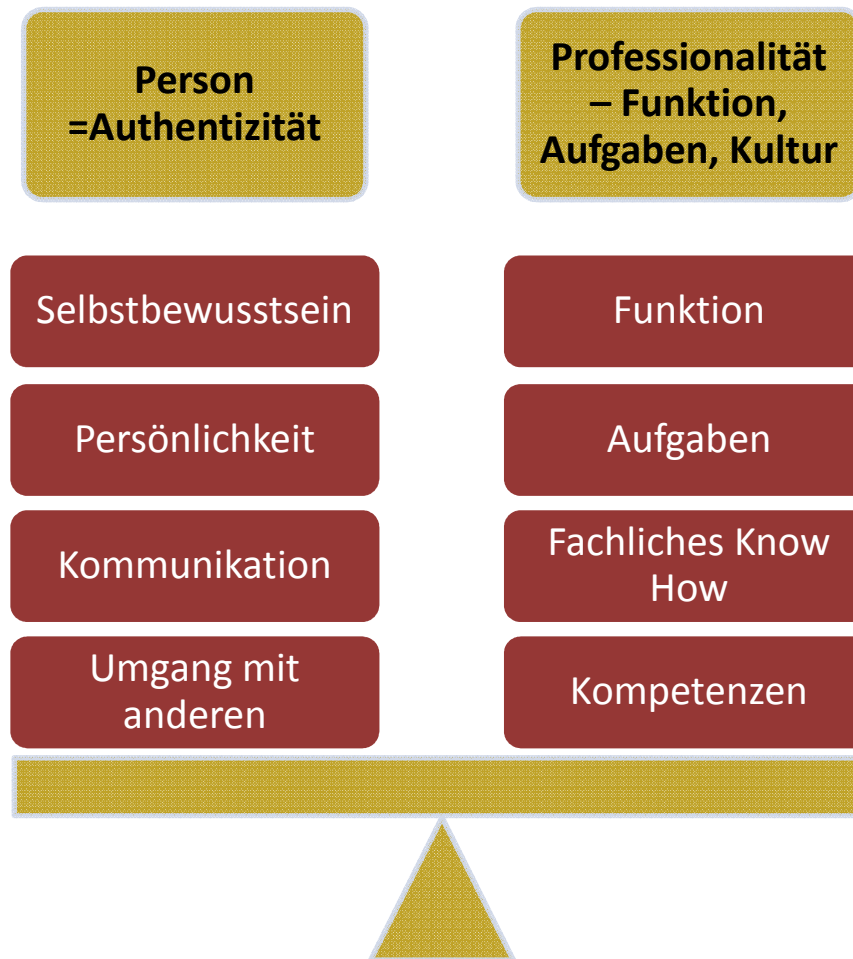 Person
=Authentizität
Professionalität
– Funktion,
Aufgaben, Kultur
Selbstbewusstsein
Persönlichkeit
Kommunikation
Umgang mit
anderen
Funktion
Aufgaben
Fachliches Know
How
Kompetenzen